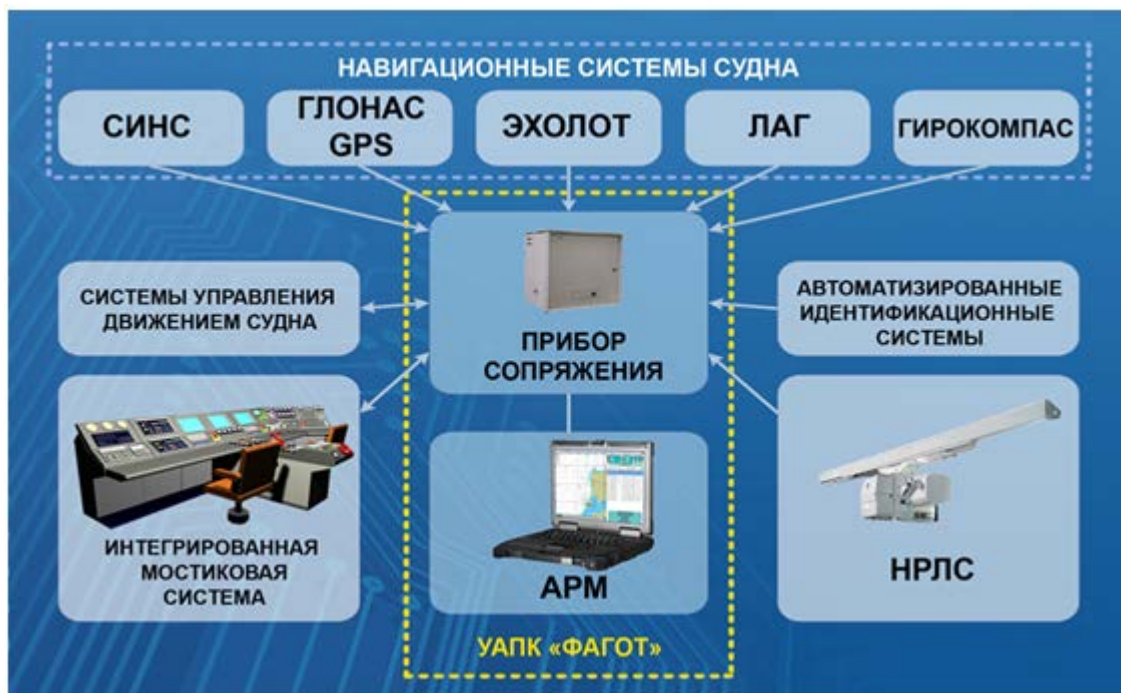 НАВИГАЦИОННЫЕ СИСТЕМЫ СУДНА
СИНС
ГЛОНАС
GPS
ЭХОЛОТ
ЛАГ
ГИРОКОМПАС
СИСТЕМЫ УПРАВЛЕНИЯ
ДВИЖЕНИЕМ СУДНА
ПРИБОР
СОПРЯЖЕНИЯ
АВТОМАТИЗИРОВАННЫЕ
ИДЕНТИФИКАЦИОННЫЕ
СИСТЕМЫ
ИНТЕГРИРОВАННАЯ
МОСТИКОВАЯ
СИСТЕМА
АРМ
НРЛС
УАПК «ФАГОТ»